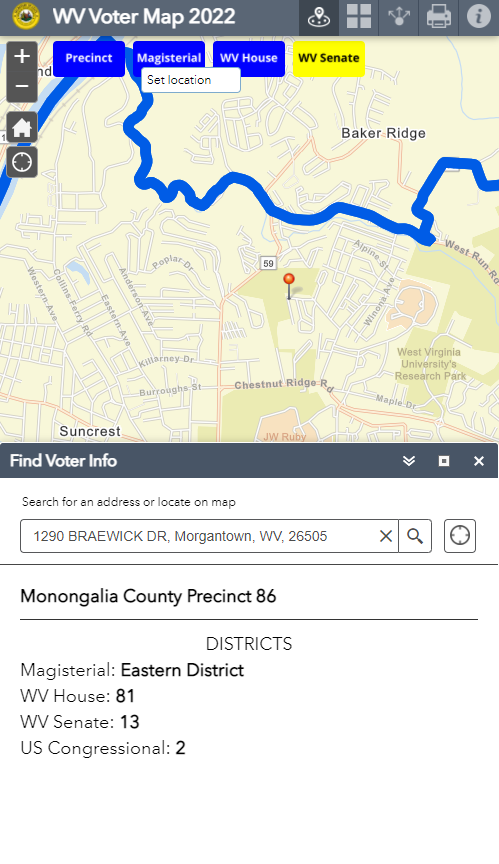 WV Voter Map 2022
Precinct
Magisterial
WV House
WV Senate
Set location
Baker Ridge
59
Alpine St
West Run Rd
Poplar Dr
Western Ave
Collins Ferry Rd
Eastern Ave
Anderson Ave
Winona Ave
Killarney Dr
West Virginia
University's
Research Park
Burroughs St
Chestnut Ridge Rd
Maple Dr
Suncrest
JW Ruby
Find Voter Info
Search for an address or locate on map
1290 BRAEWICK DR, Morgantown, WV, 26505
Monongalia County Precinct 86
DISTRICTS
Magisterial: Eastern District
WV House: 81
WV Senate: 13
US Congressional: 2